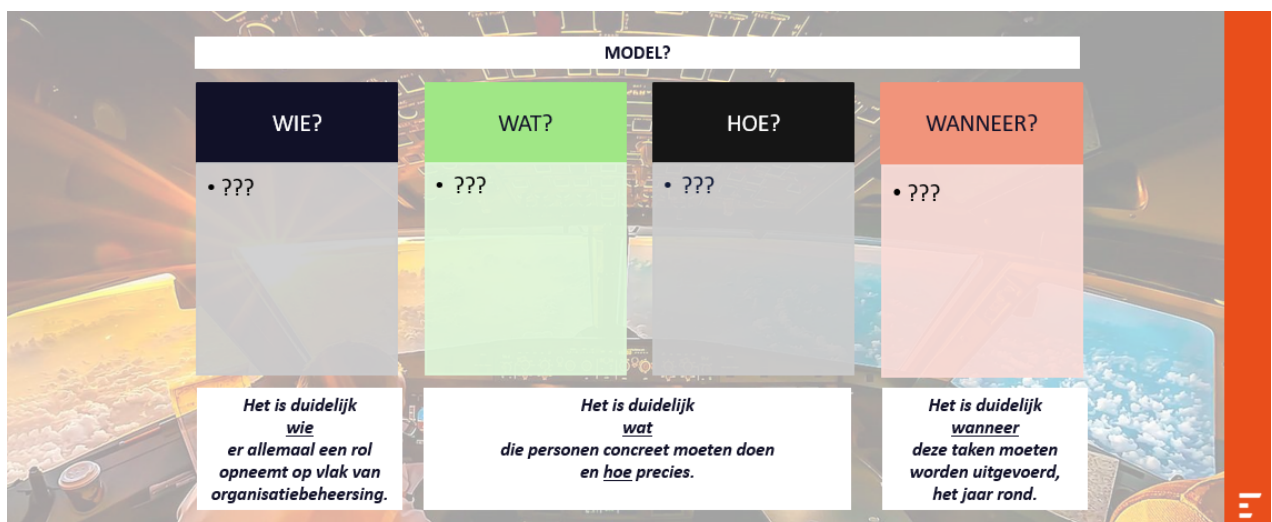 MODEL?
WIE?
WAT?
HOE?
WANNEER?
• ???
• ???
• ???
• ???
Het is duidelijk
wie
er allemaal een rol
opneemt op vlak van
organisatiebeheersing.
Het is duidelijk
wat
die personen concreet moeten doen
en hoe precies.
Het is duidelijk
wanneer
deze taken moeten
worden uitgevoerd,
het jaar rond.